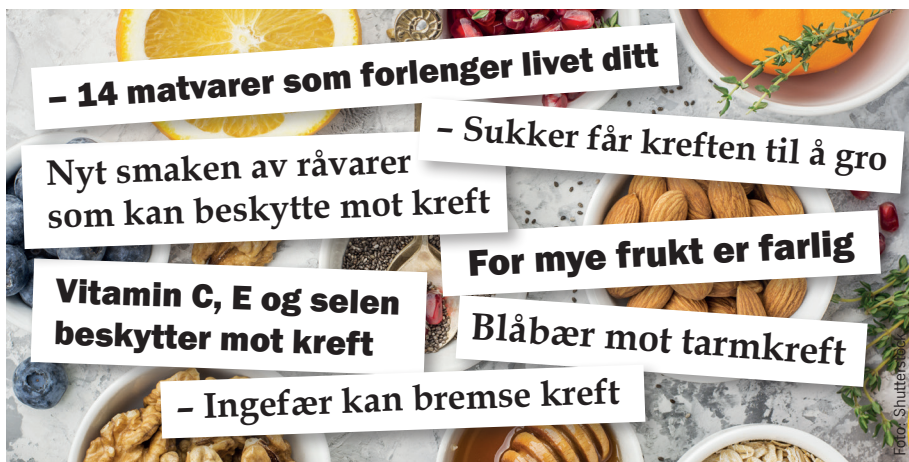 – 14 matvarer som forlenger livet ditt
– Sukker får kreften til å gro
Nyt smaken av råvarer
som kan beskytte mot kreft
For mye frukt er farlig
Vitamin C, E og selen
beskytter mot kreft
Blåbær mot tarmkreft
– Ingefær kan bremse kreft
Foto: Shutterstock